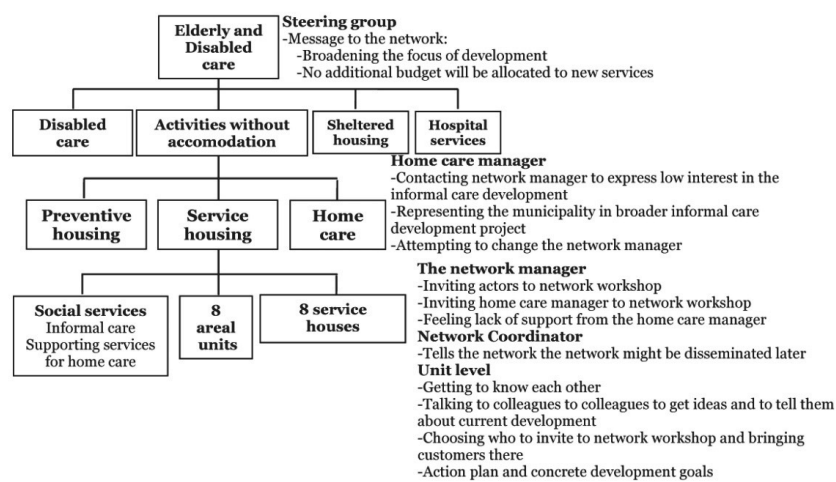 Elderly and
Disabled
care
Steering group
-Message to the network:
-Broadening the focus of development
-No additional budget will be allocated to new services
Disabled
care
Activities without
accomodation
Sheltered
housing
Hospital
services
Home care manager
-Contacting network manager to express low interest in the
informal care development
-Representing the municipality in broader informal care
development project
-Attempting to change the network manager
Preventive
housing
Service
housing
Home
care
The network manager
-Inviting actors to network workshop
-Inviting home care manager to network workshop
-Feeling lack of support from the home care manager
Network Coordinator
-Tells the network the network might be disseminated later
Unit level
-Getting to know each other
-Talking to colleagues to colleagues to get ideas and to tell them
about current development
-Choosing who to invite to network workshop and bringing
customers there
-Action plan and concrete development goals
Social services
Informal care
Supporting services
for home care
8
areal
units
8 service
houses